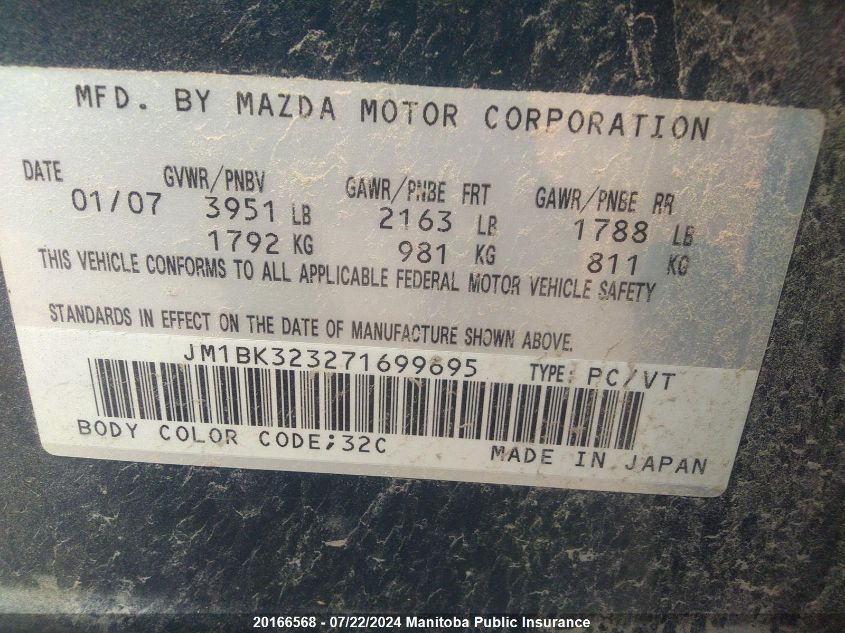 MFD. BY MAZDA MOTOR CORPORATION
DATE GVWR/PNBV GAWR/PNBE FRT GAWR/PNBE RR
01/07 3951 LB 2163 LB 1788 LB
1792 KG 981 KG 811 KG
THIS VEHICLE CONFORMS TO ALL APPLICABLE FEDERAL MOTOR VEHICLE SAFETY
STANDARDS IN EFFECT ON THE DATE OF MANUFACTURE SHOWN ABOVE.
JM1BK323271699695 TYPE: PC/VT
BODY COLOR CODE;32C MADE IN JAPAN
20166568 - 07/22/2024 Manitoba Public Insurance